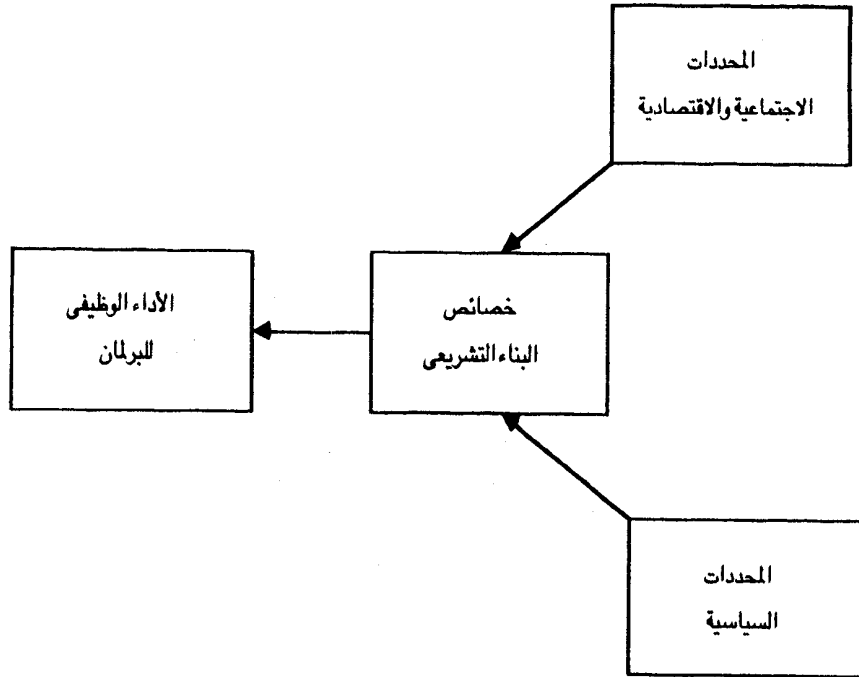 المحددات
الاجتماعية والاقتصادية
خصائص
البناء التشريعى
الأداء الوظيفى
للبرلمان
المحددات
السياسية